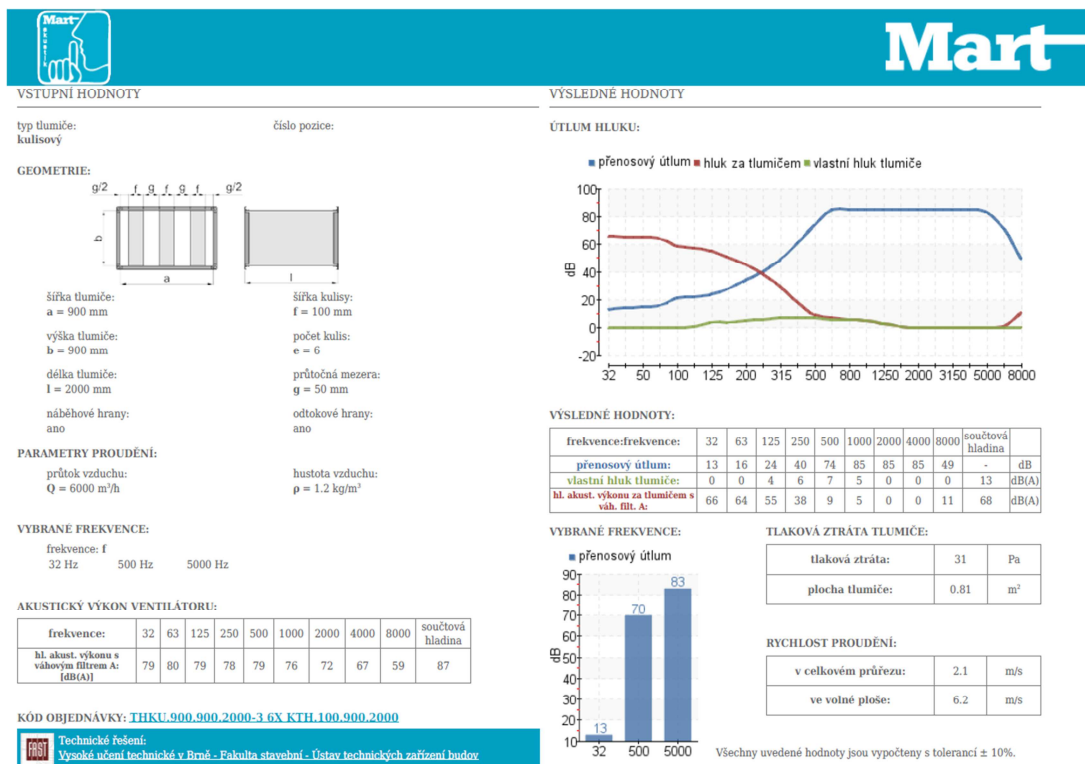 Mart
akustik
Mart
VSTUPNÍ HODNOTY
typ tlumiče:
číslo pozice:
kulisový
GEOMETRIE:
g/2 f g f g f g/2
b
a
l
šířka tlumiče:
a = 900 mm
šířka kulisy:
f = 100 mm
výška tlumiče:
b = 900 mm
počet kulis:
e = 6
délka tlumiče:
l = 2000 mm
průtočná mezera:
g = 50 mm
náběhové hrany:
ano
odtokové hrany:
ano
PARAMETRY PROUDĚNÍ:
průtok vzduchu:
Q = 6000 m³/h
hustota vzduchu:
ρ = 1.2 kg/m³
VYBRANÉ FREKVENCE:
frekvence: f
32 Hz 500 Hz 5000 Hz
AKUSTICKÝ VÝKON VENTILÁTORU:
frekvence: 32 63 125 250 500 1000 2000 4000 8000 součtová hladina
hl. akust. výkonu s váhovým filtrem A: [dB(A)] 79 80 79 78 79 76 72 67 59 87
KÓD OBJEDNÁVKY: THKU.900.900.2000-3 6X KTH.100.900.2000
FAST
Technické řešení:
Vysoké učení technické v Brně - Fakulta stavební - Ústav technických zařízení budov
VÝSLEDNÉ HODNOTY
ÚTLUM HLUKU:
přenosový útlum hluk za tlumičem vlastní hluk tlumiče
dB
100
80
60
40
20
0
-20
32 50 100 125 200 315 500 800 1250 2000 3150 5000 8000
VÝSLEDNÉ HODNOTY:
frekvence:frekvence: 32 63 125 250 500 1000 2000 4000 8000 součtová hladina
přenosový útlum: 13 16 24 40 74 85 85 85 49 - dB
vlastní hluk tlumiče: 0 0 4 6 7 5 0 0 0 13 dB(A)
hl. akust. výkonu za tlumičem s váh. filt. A: 66 64 55 38 9 5 0 0 11 68 dB(A)
VYBRANÉ FREKVENCE:
přenosový útlum
dB
90
80
70
60
50
40
30
20
10
13 70 83
32 500 5000
TLAKOVÁ ZTRÁTA TLUMIČE:
tlaková ztráta: 31 Pa
plocha tlumiče: 0.81 m²
RYCHLOST PROUDĚNÍ:
v celkovém průřezu: 2.1 m/s
ve volné ploše: 6.2 m/s
Všechny uvedené hodnoty jsou vypočteny s tolerancí ± 10%.